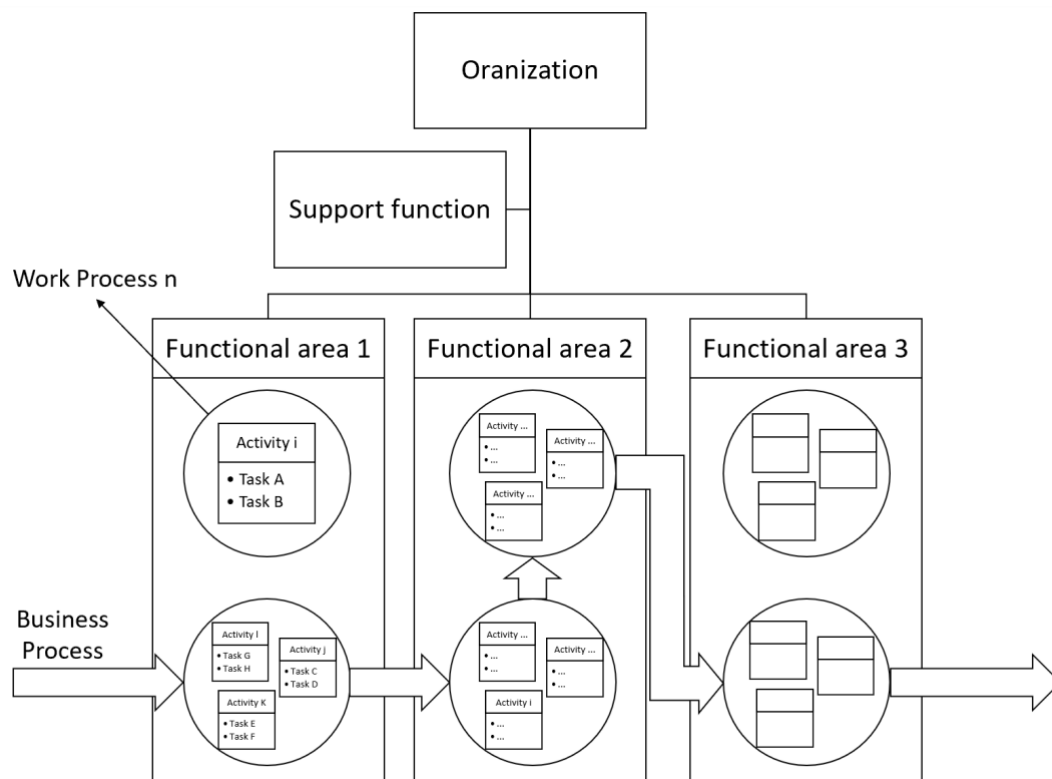 Oranization
Support function
Work Process n
Functional area 1
Functional area 2
Functional area 3
Activity i
• Task A
• Task B
Activity ...
• ...
• ...
Activity ...
• ...
• ...
Activity ...
• ...
• ...
Business
Process
Activity l
• Task G
• Task H
Activity j
• Task C
• Task D
Activity K
• Task E
• Task F
Activity ...
• ...
• ...
Activity ...
• ...
• ...
Activity i
• ...
• ...